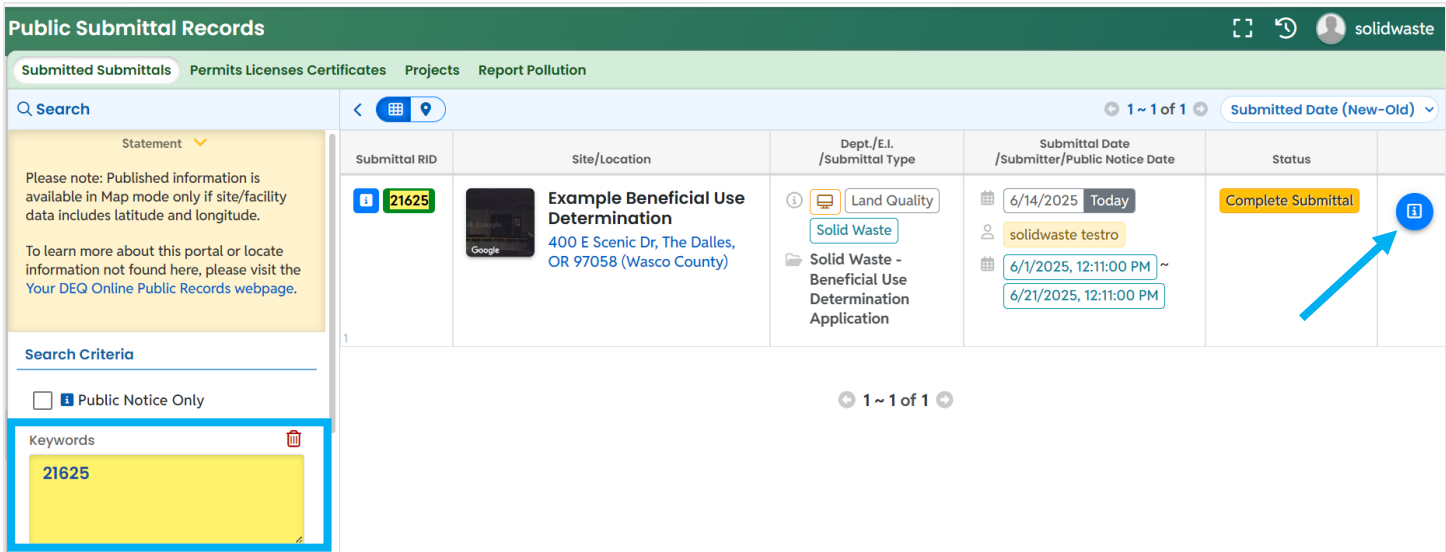 Public Submittal Records
solidwaste
Submitted Submittals Permits Licenses Certificates Projects Report Pollution
Search
1 ~ 1 of 1
Submitted Date (New-Old)
Statement
Please note: Published information is
available in Map mode only if site/facility
data includes latitude and longitude.
To learn more about this portal or locate
information not found here, please visit the
Your DEQ Online Public Records webpage.
Search Criteria
Public Notice Only
Keywords
21625
Submittal RID
Site/Location
Dept./E.I.
/Submittal Type
Submittal Date
/Submitter/Public Notice Date
Status
21625
1
Google
Example Beneficial Use
Determination
400 E Scenic Dr, The Dalles,
OR 97058 (Wasco County)
Land Quality
Solid Waste
Solid Waste -
Beneficial Use
Determination
Application
6/14/2025 Today
solidwaste testro
6/1/2025, 12:11:00 PM ~
6/21/2025, 12:11:00 PM
Complete Submittal
1 ~ 1 of 1